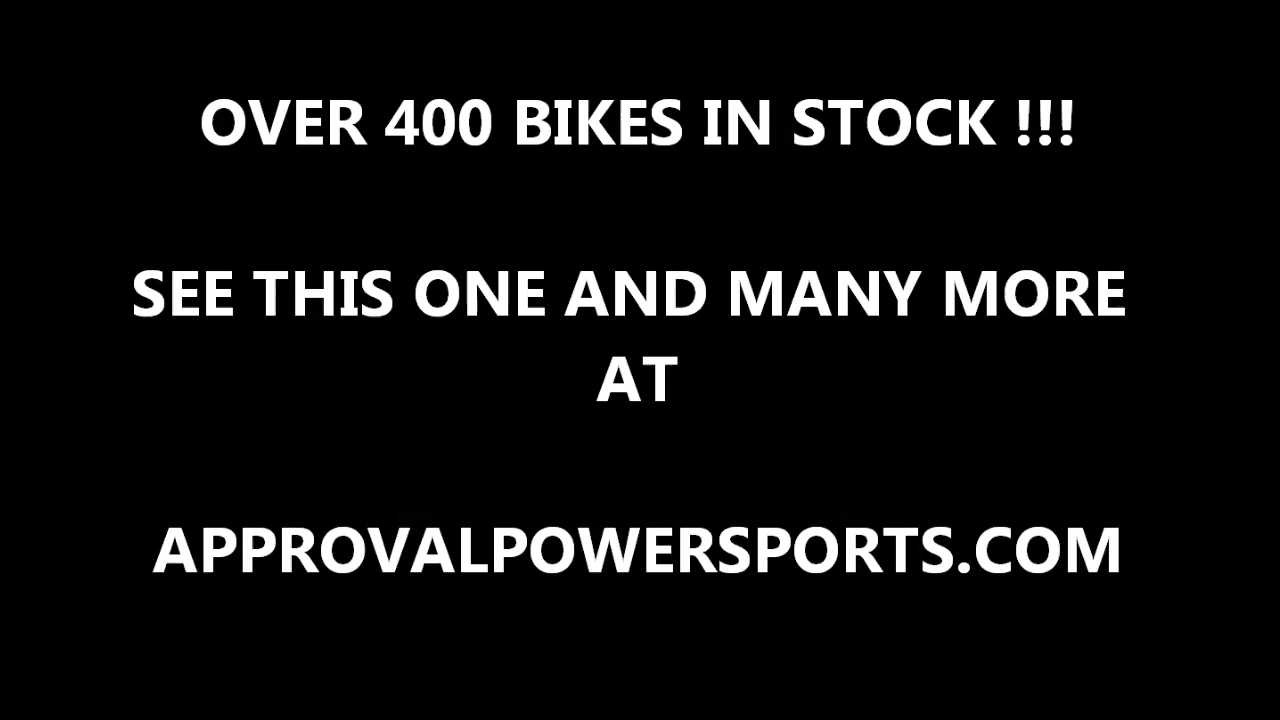 OVER 400 BIKES IN STOCK !!!
SEE THIS ONE AND MANY MORE
AT
APPROVALPOWERSPORTS.COM